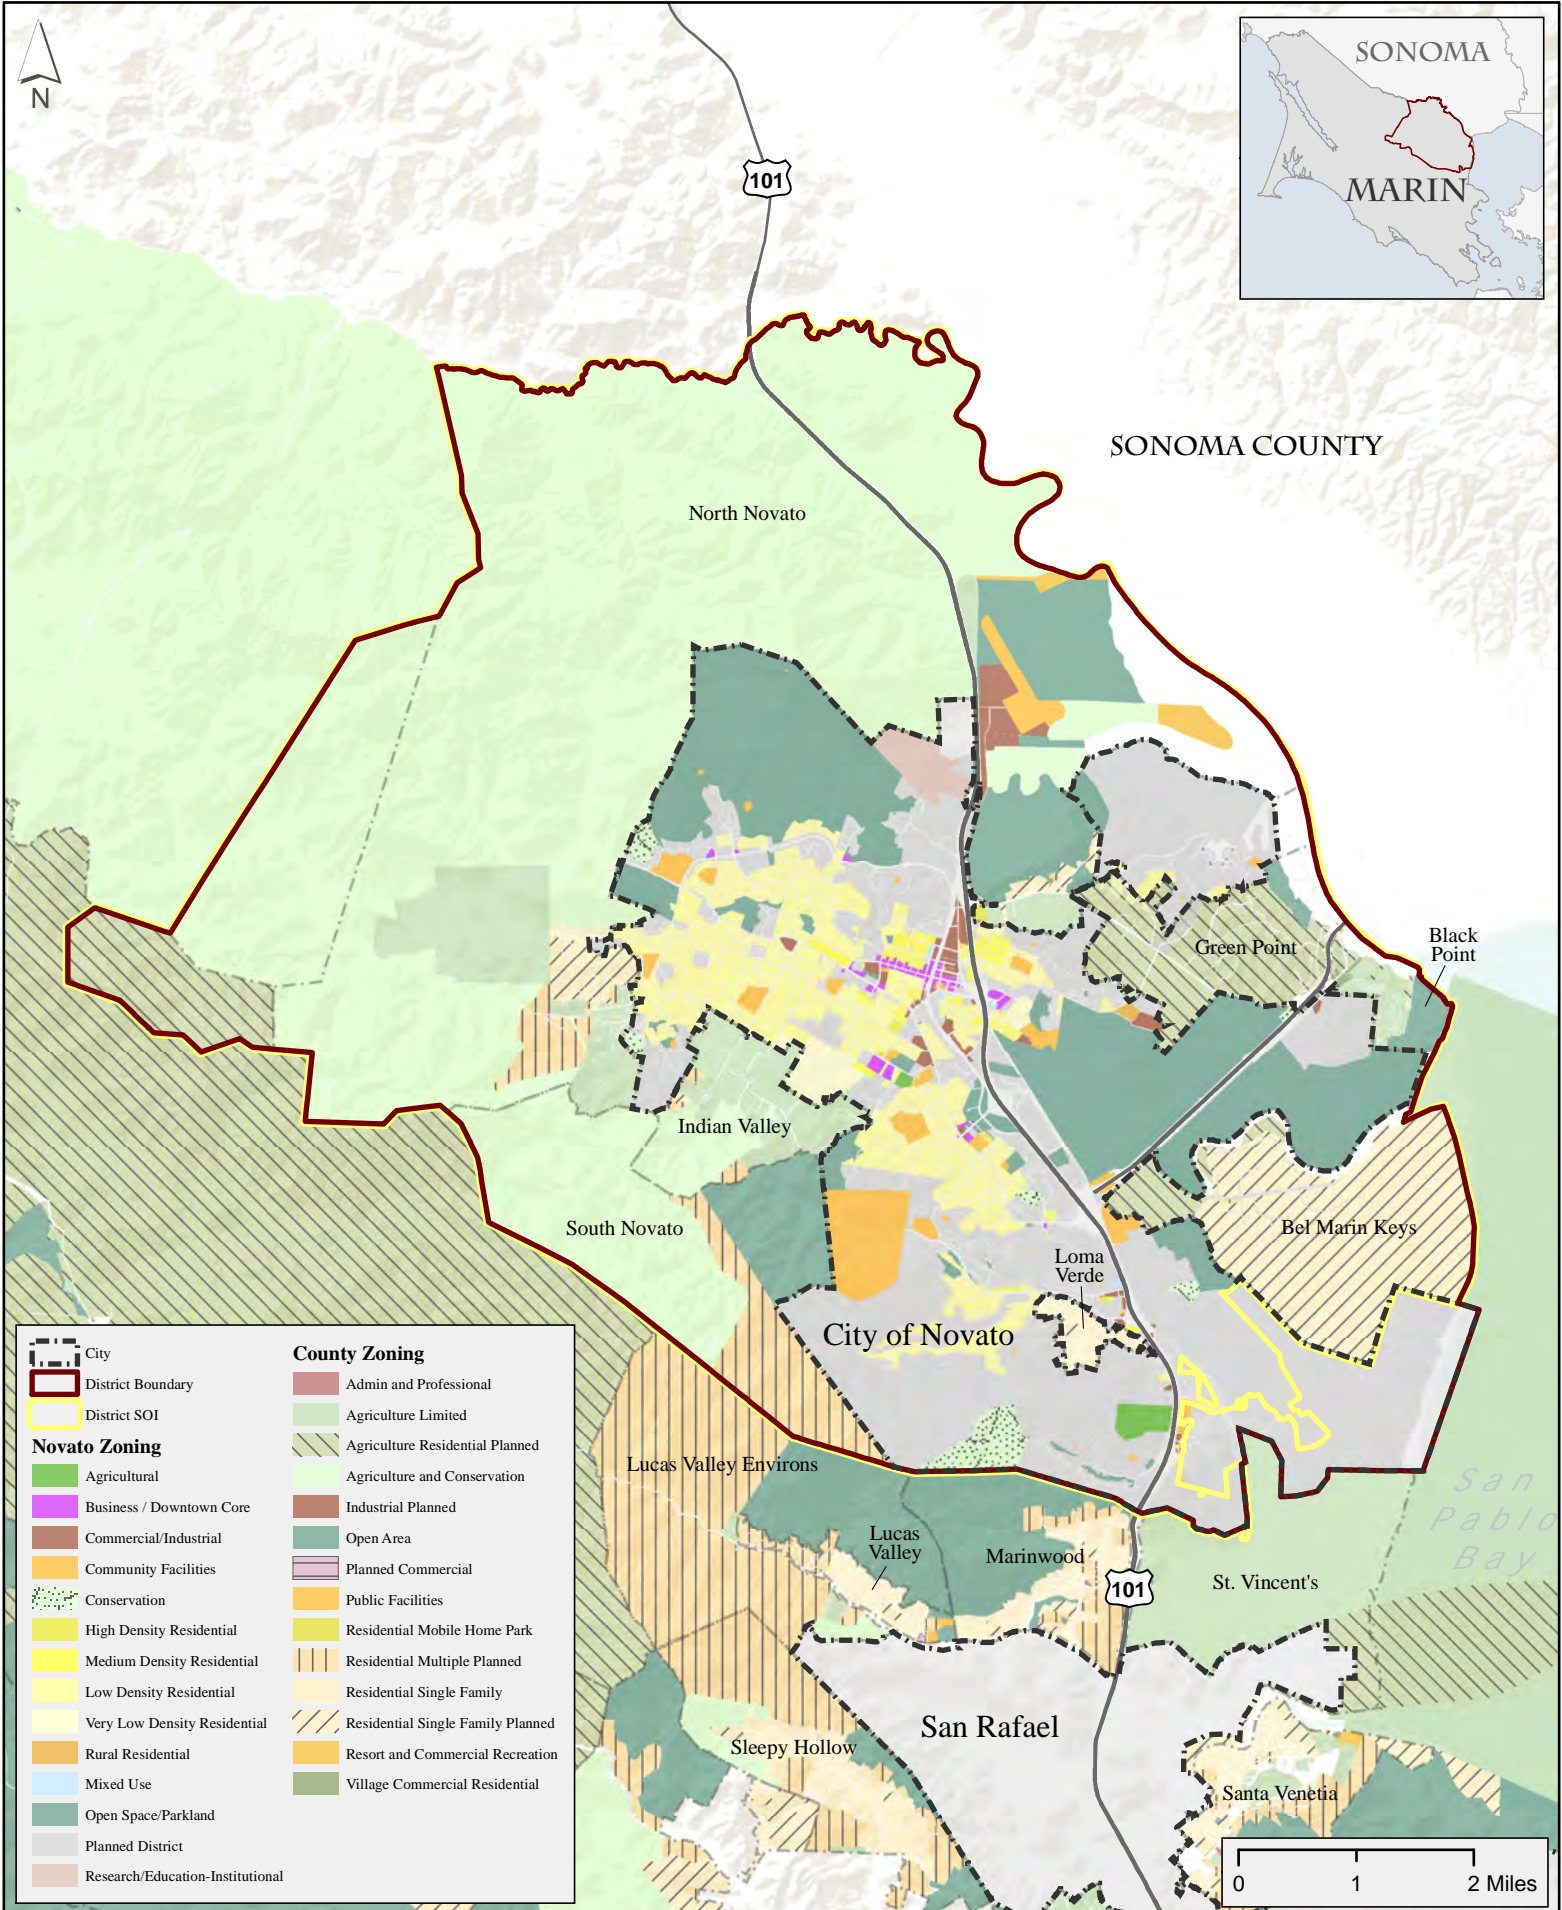 N
SONOMA
MARIN
101
SONOMA COUNTY
North Novato
Green Point
Black
Point
Indian Valley
South Novato
Bel Marin Keys
Loma
Verde
City of Novato
Lucas Valley Environs
Lucas
Valley
Marinwood
101
St. Vincent's
San
Pablo
Bay
San Rafael
Sleepy Hollow
Santa Venetia
City
District Boundary
District SOI
Novato Zoning
Agricultural
Business / Downtown Core
Commercial/Industrial
Community Facilities
Conservation
High Density Residential
Medium Density Residential
Low Density Residential
Very Low Density Residential
Rural Residential
Mixed Use
Open Space/Parkland
Planned District
Research/Education-Institutional
County Zoning
Admin and Professional
Agriculture Limited
Agriculture Residential Planned
Agriculture and Conservation
Industrial Planned
Open Area
Planned Commercial
Public Facilities
Residential Mobile Home Park
Residential Multiple Planned
Residential Single Family
Residential Single Family Planned
Resort and Commercial Recreation
Village Commercial Residential
0 1 2 Miles